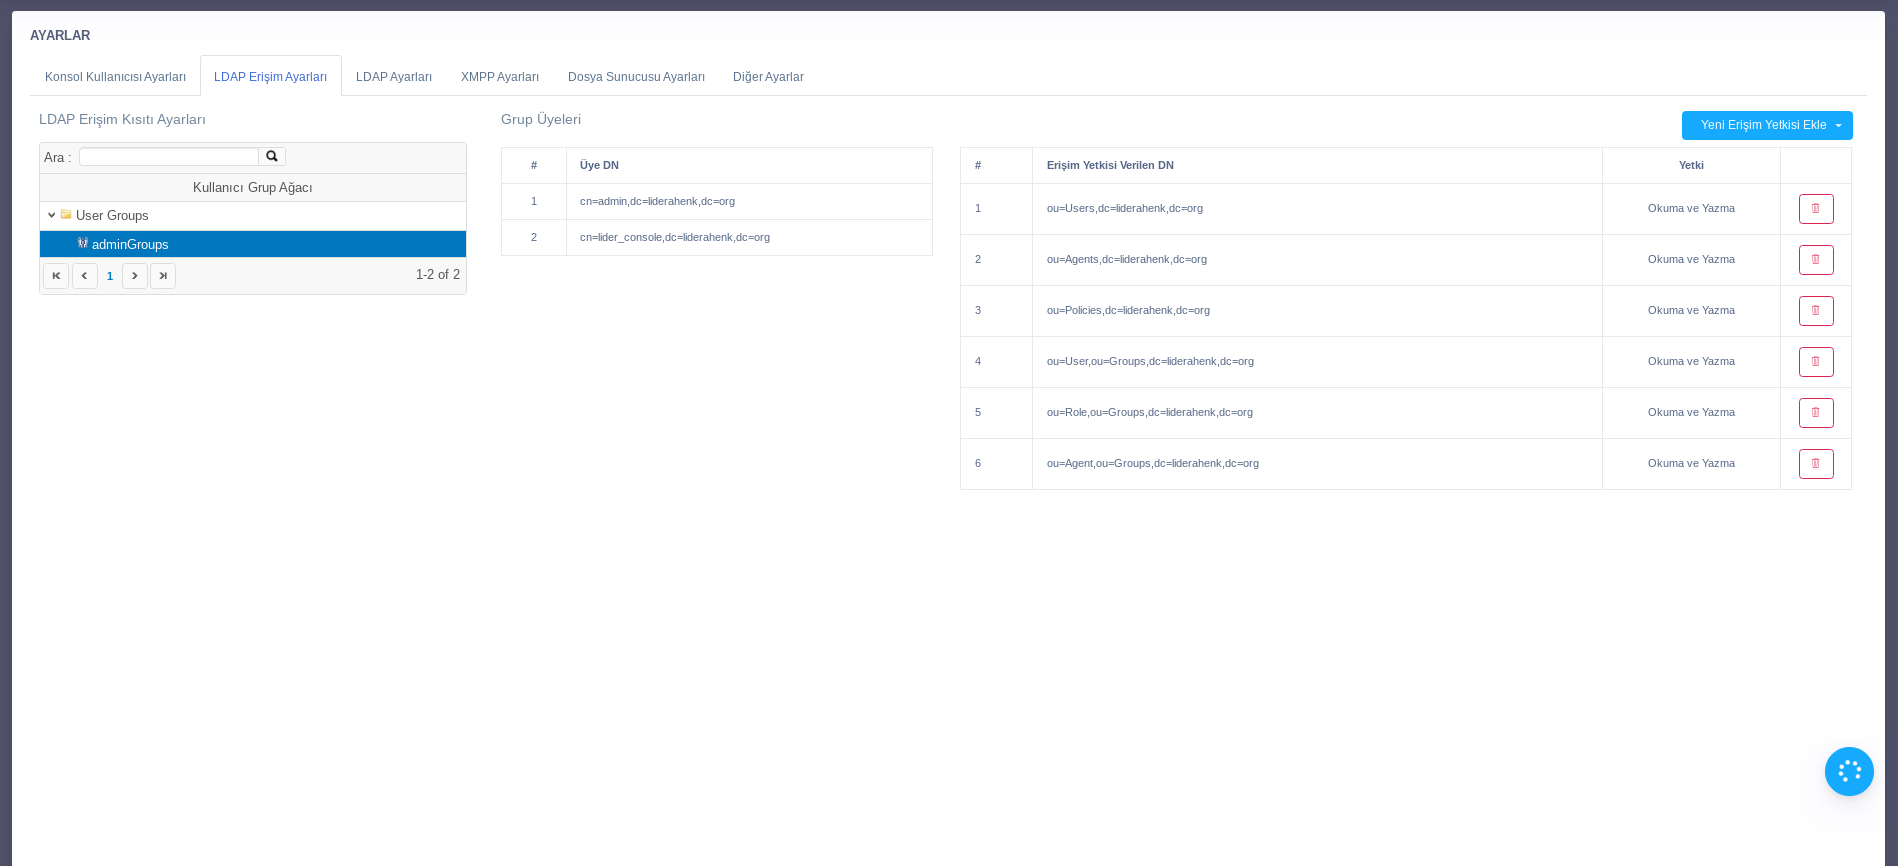 AYARLAR
Konsol Kullanıcısı Ayarları LDAP Erişim Ayarları LDAP Ayarları XMPP Ayarları Dosya Sunucusu Ayarları Diğer Ayarlar
LDAP Erişim Kısıtı Ayarları
Ara :
Kullanıcı Grup Ağacı
User Groups
adminGroups
1
1-2 of 2
Grup Üyeleri
# Üye DN
1 cn=admin,dc=liderahenk,dc=org
2 cn=lider_console,dc=liderahenk,dc=org
Yeni Erişim Yetkisi Ekle
# Erişim Yetkisi Verilen DN Yetki
1 ou=Users,dc=liderahenk,dc=org Okuma ve Yazma
2 ou=Agents,dc=liderahenk,dc=org Okuma ve Yazma
3 ou=Policies,dc=liderahenk,dc=org Okuma ve Yazma
4 ou=User,ou=Groups,dc=liderahenk,dc=org Okuma ve Yazma
5 ou=Role,ou=Groups,dc=liderahenk,dc=org Okuma ve Yazma
6 ou=Agent,ou=Groups,dc=liderahenk,dc=org Okuma ve Yazma